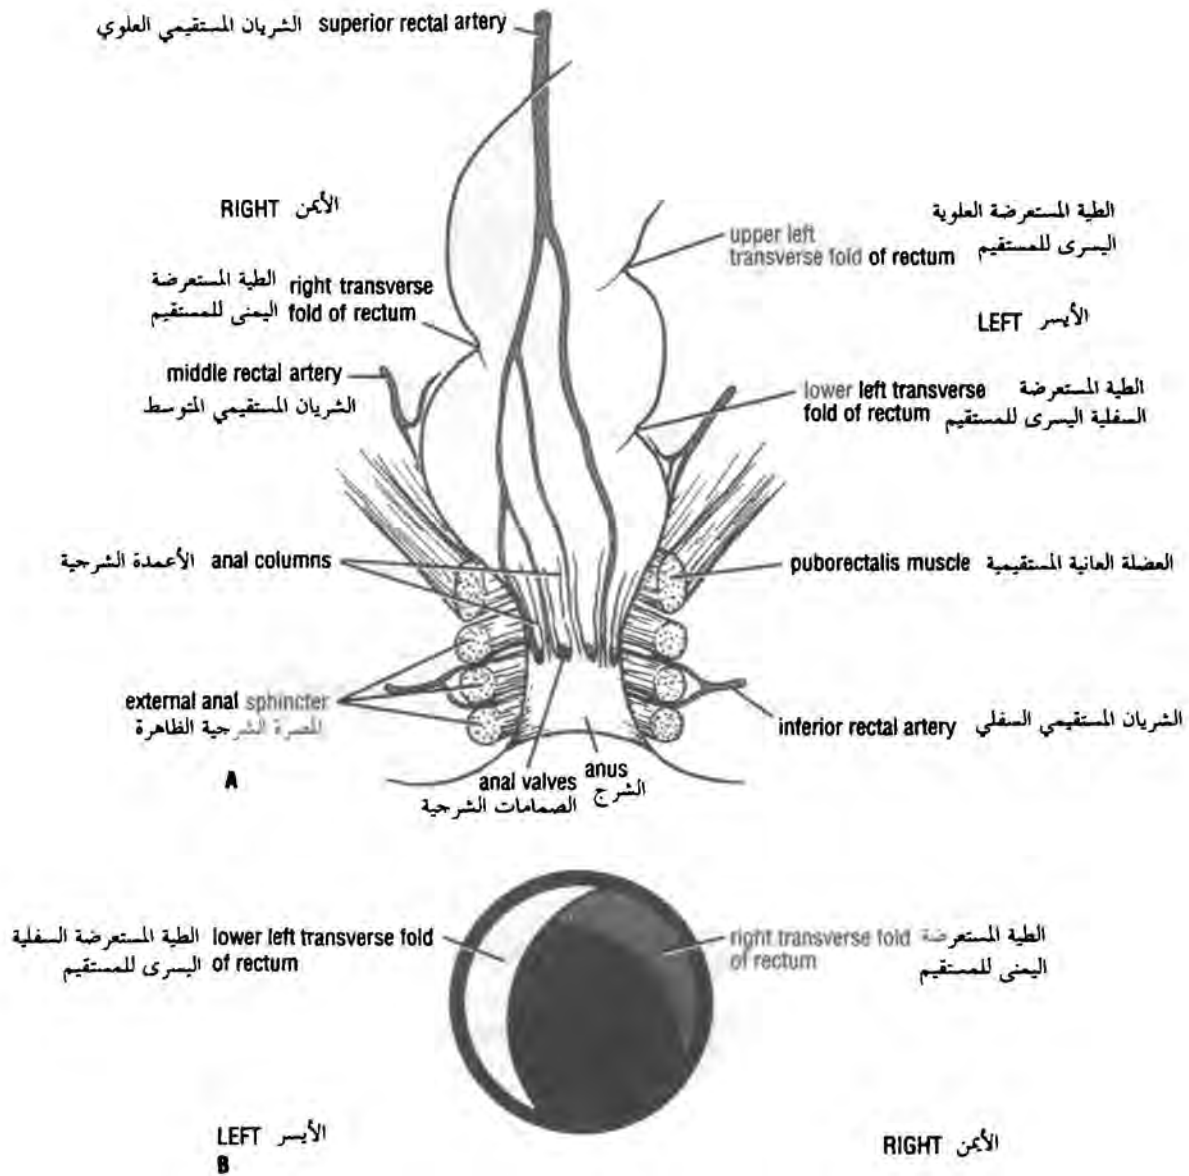 الشريان المستقيمي العلوي superior rectal artery
RIGHT الأيمن
الطية المستعرضة العلوية
upper left
transverse fold of rectum اليسرى للمستقيم
الطية المستعرضة right transverse
اليمنى للمستقيم fold of rectum
LEFT الأيسر
middle rectal artery
الشريان المستقيمي المتوسط
lower left transverse الطية المستعرضة
fold of rectum السفلية اليسرى للمستقيم
الأعمدة الشرجية anal columns
puborectalis muscle العضلة العانية المستقيمية
external anal sphincter
المصرة الشرجية الظاهرة
inferior rectal artery الشريان المستقيمي السفلي
A
anal valves
الصمامات الشرجية
anus
الشرج
الطية المستعرضة السفلية lower left transverse fold
اليسرى للمستقيم of rectum
right transverse fold الطية المستعرضة
of rectum اليمنى للمستقيم
LEFT الأيسر
B
RIGHT الأيمن